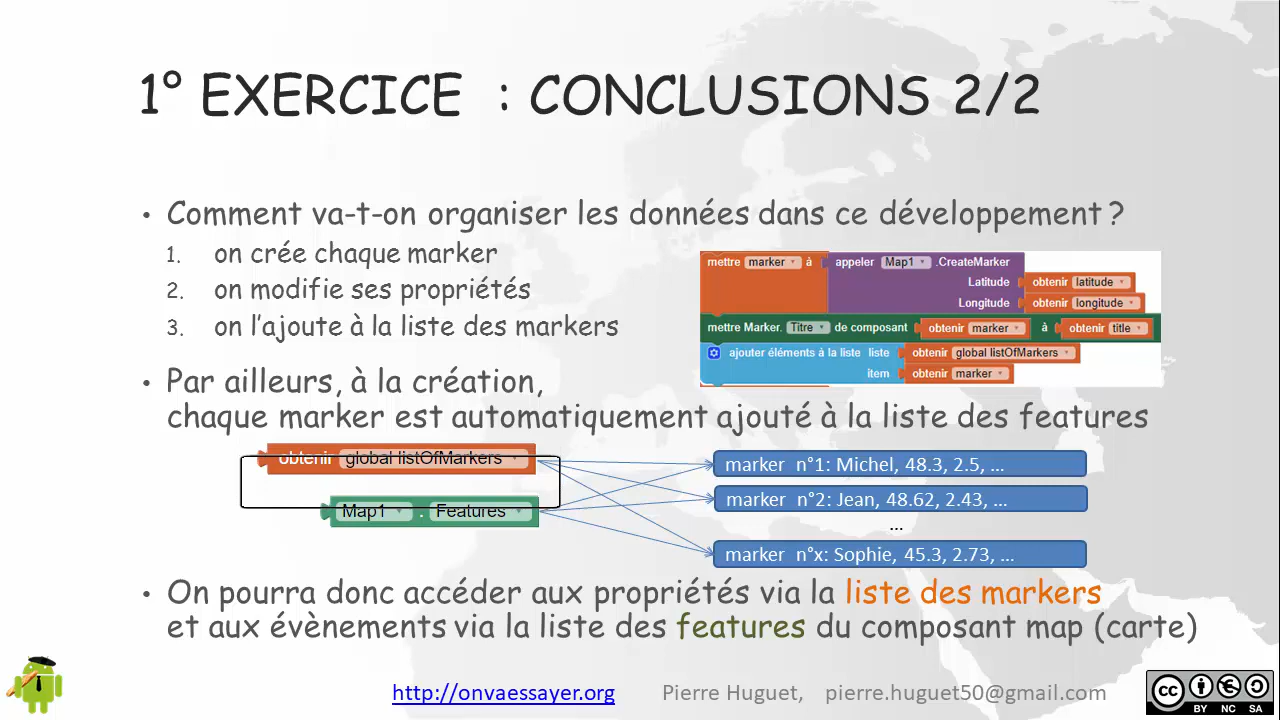 1° EXERCICE : CONCLUSIONS 2/2
• Comment va-t-on organiser les données dans ce développement ?
1. on crée chaque marker
2. on modifie ses propriétés
3. on l’ajoute à la liste des markers
mettre marker à appeler Map1 .CreateMarker
Latitude obtenir latitude
Longitude obtenir longitude
mettre Marker. Titre de composant obtenir marker à obtenir title
ajouter éléments à la liste liste obtenir global listOfMarkers
item obtenir marker
• Par ailleurs, à la création,
chaque marker est automatiquement ajouté à la liste des features
obtenir global listOfMarkers
Map1 . Features
marker n°1: Michel, 48.3, 2.5, ...
marker n°2: Jean, 48.62, 2.43, ...
...
marker n°x: Sophie, 45.3, 2.73, ...
• On pourra donc accéder aux propriétés via la liste des markers
et aux évènements via la liste des features du composant map (carte)
http://onvaessayer.org Pierre Huguet, pierre.huguet50@gmail.com
cc BY NC SA